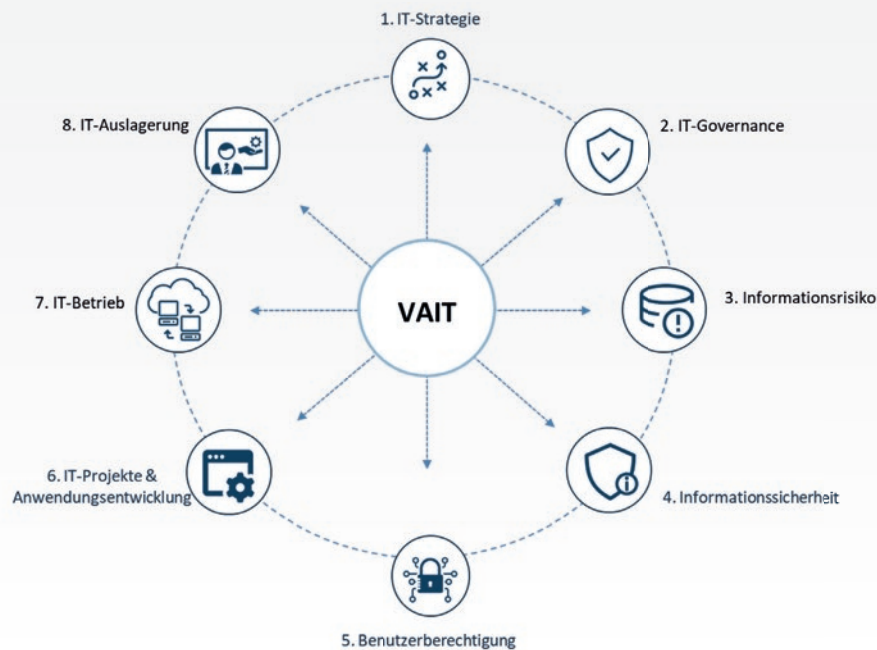 1. IT-Strategie
2. IT-Governance
3. Informationsrisiko
4. Informationssicherheit
5. Benutzerberechtigung
6. IT-Projekte &
Anwendungsentwicklung
7. IT-Betrieb
8. IT-Auslagerung
VAIT